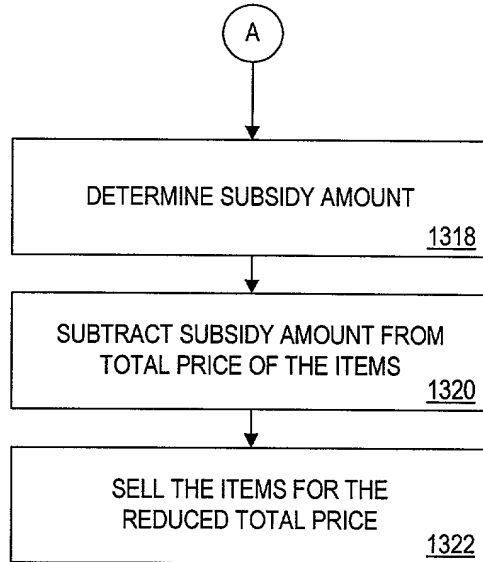 A
DETERMINE SUBSIDY AMOUNT
1318
SUBTRACT SUBSIDY AMOUNT FROM
TOTAL PRICE OF THE ITEMS
1320
SELL THE ITEMS FOR THE
REDUCED TOTAL PRICE
1322